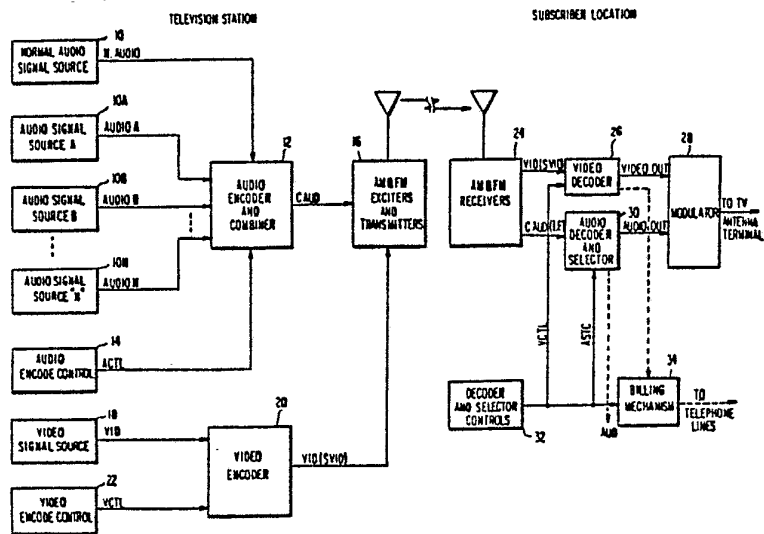 TELEVISION STATION
SUBSCRIBER LOCATION
10
NORMAL AUDIO
SIGNAL SOURCE
N. AUDIO
10A
AUDIO SIGNAL
SOURCE A
AUDIO A
10B
AUDIO SIGNAL
SOURCE B
AUDIO B
10N
AUDIO SIGNAL
SOURCE "N"
AUDIO N
14
AUDIO
ENCODE CONTROL
ACTL
18
VIDEO
SIGNAL SOURCE
VID
22
VIDEO
ENCODE CONTROL
VCTL
12
AUDIO
ENCODER
AND
COMBINER
CAUD
20
VIDEO
ENCODER
VID(SVID)
16
AM&FM
EXCITERS
AND
TRANSMITTERS
24
AM&FM
RECEIVERS
VID(SVID)
26
VIDEO
DECODER
VIDEO OUT
30
AUDIO
DECODER
AND
SELECTOR
AUDIO OUT
28
MODULATOR
TO TV
ANTENNA
TERMINAL
VCTL
ASTC
DECODER
AND SELECTOR
CONTROLS
32
AUB
34
BILLING
MECHANISM
TO
TELEPHONE
LINES